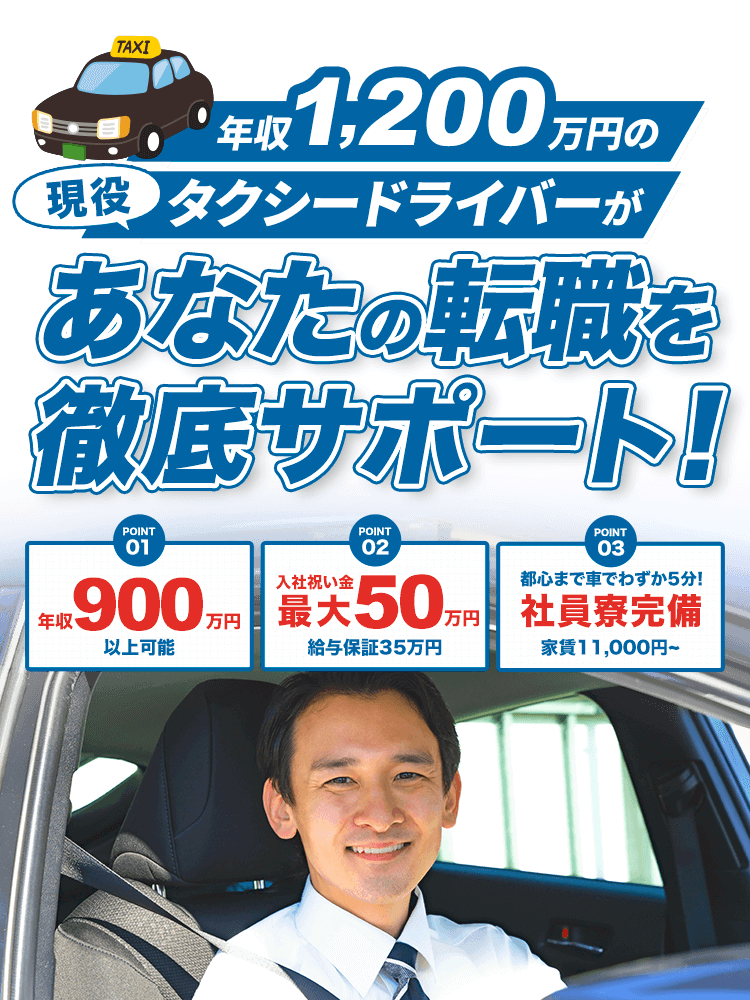 TAXI
年収1,200万円の
現役
タクシードライバーが
あなたの転職を
徹底サポート!
POINT
01
年収900万円
以上可能
POINT
02
入社祝い金
最大50万円
給与保証35万円
POINT
03
都心まで車でわずか5分!
社員寮完備
家賃11,000円~